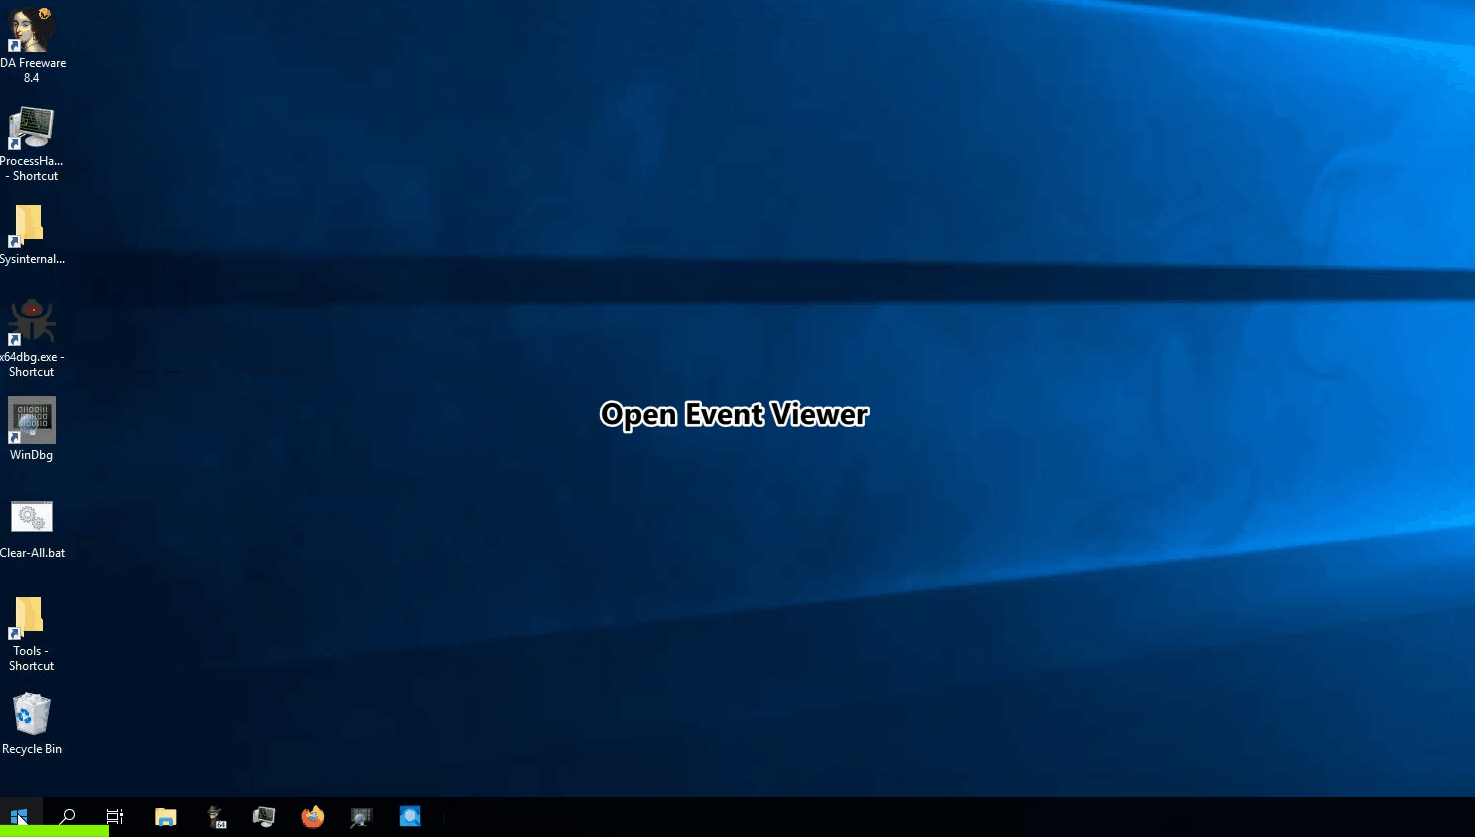 DA Freeware
8.4
ProcessHa...
- Shortcut
Sysinternal...
x64dbg.exe -
Shortcut
WinDbg
Clear-All.bat
Tools -
Shortcut
Recycle Bin
Open Event Viewer
64